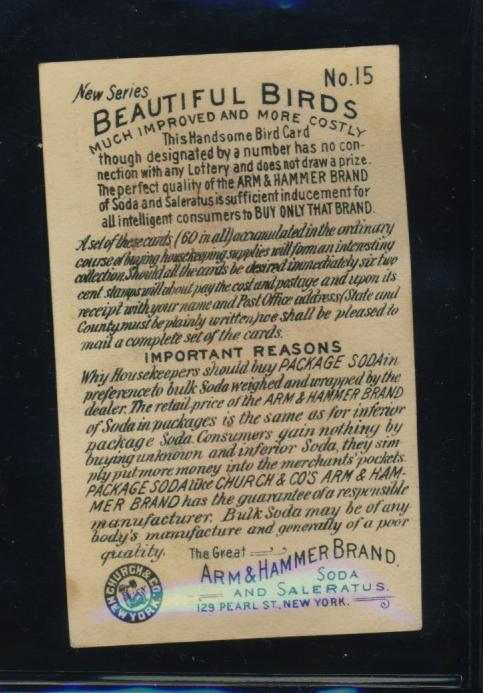 New Series
No. 15
BEAUTIFUL BIRDS
MUCH IMPROVED AND MORE COSTLY
This Handsome Bird Card
though designated by a number has no con-
nection with any Lottery and does not draw a prize.
The perfect quality of the ARM & HAMMER BRAND
of Soda and Saleratus is sufficient inducement for
all intelligent consumers to BUY ONLY THAT BRAND.
A set of these cards, (60 in all) accumulated in the ordinary
course of buying housekeeping supplies will form an interesting
collection. Should all the cards be desired immediately six two
cent stamps will about pay the cost and postage and upon its
receipt with your name and Post Office address (State and
County must be plainly written) we shall be pleased to
mail a complete set of the cards.
IMPORTANT REASONS
Why Housekeepers should buy PACKAGE SODA in
preference to bulk Soda weighed and wrapped by the
dealer. The retail price of the ARM & HAMMER BRAND
of Soda in packages is the same as for inferior
package Soda. Consumers gain nothing by
buying unknown and inferior Soda, they sim-
ply put more money into the merchants' pockets.
PACKAGE SODA like CHURCH & CO'S ARM & HAM-
MER BRAND has the guarantee of a responsible
manufacturer. Bulk Soda may be of any-
body's manufacture and generally of a poor
quality.
The Great
ARM & HAMMER BRAND.
SODA
AND SALERATUS.
129 PEARL ST., NEW YORK.
CHURCH & CO.
NEW YORK.